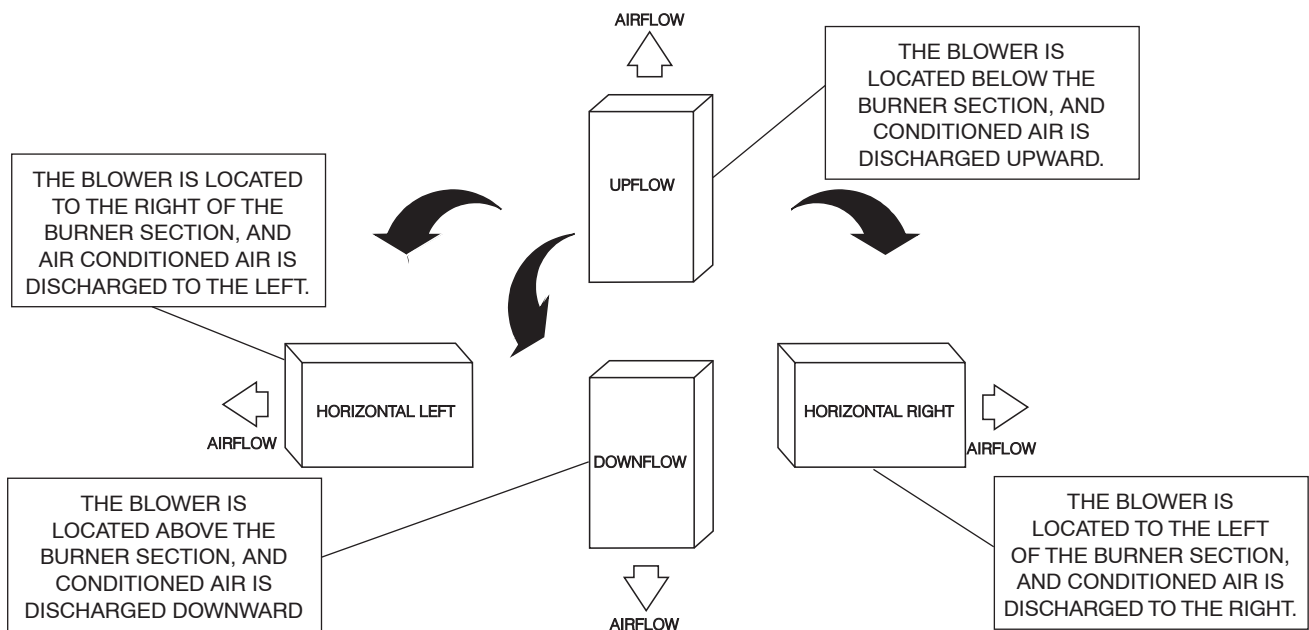 AIRFLOW
THE BLOWER IS
LOCATED BELOW THE
BURNER SECTION, AND
CONDITIONED AIR IS
DISCHARGED UPWARD.
THE BLOWER IS LOCATED
TO THE RIGHT OF THE
BURNER SECTION, AND
AIR CONDITIONED AIR IS
DISCHARGED TO THE LEFT.
UPFLOW
HORIZONTAL LEFT
AIRFLOW
HORIZONTAL RIGHT
AIRFLOW
DOWNFLOW
THE BLOWER IS
LOCATED ABOVE THE
BURNER SECTION, AND
CONDITIONED AIR IS
DISCHARGED DOWNWARD
THE BLOWER IS
LOCATED TO THE LEFT
OF THE BURNER SECTION,
AND CONDITIONED AIR IS
DISCHARGED TO THE RIGHT.
AIRFLOW